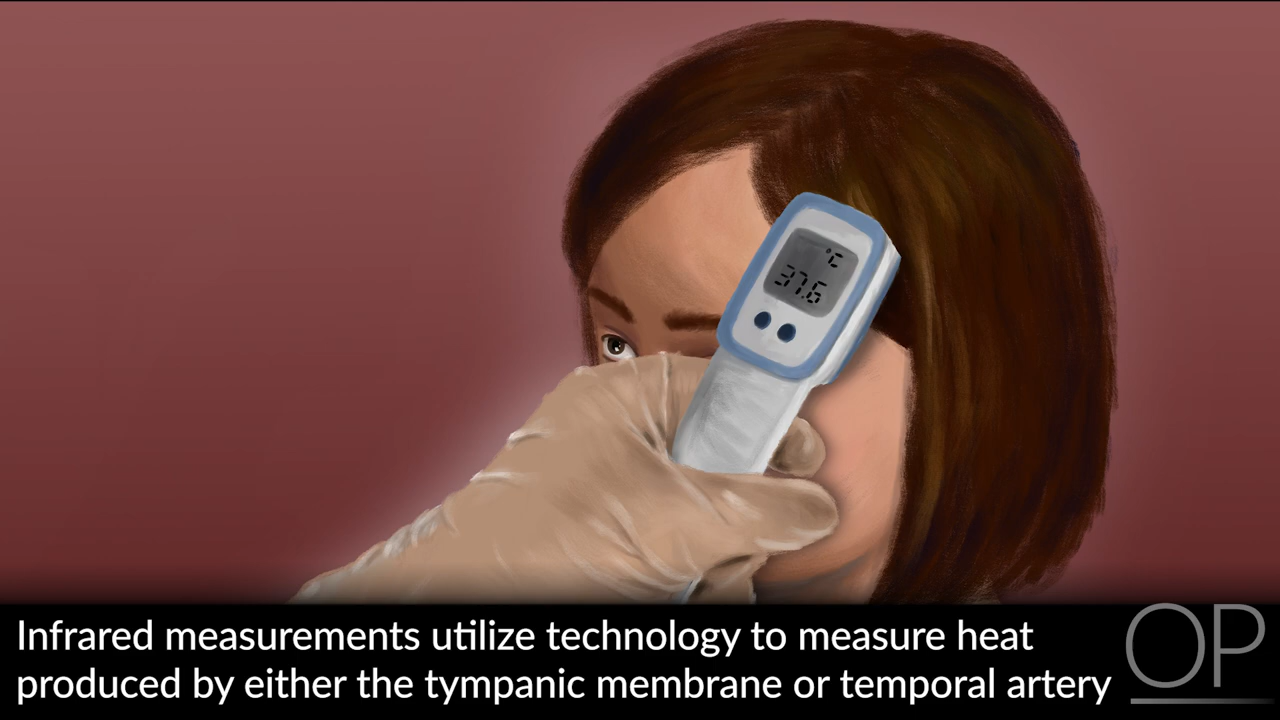 °C
37.6
Infrared measurements utilize technology to measure heat
produced by either the tympanic membrane or temporal artery
OP